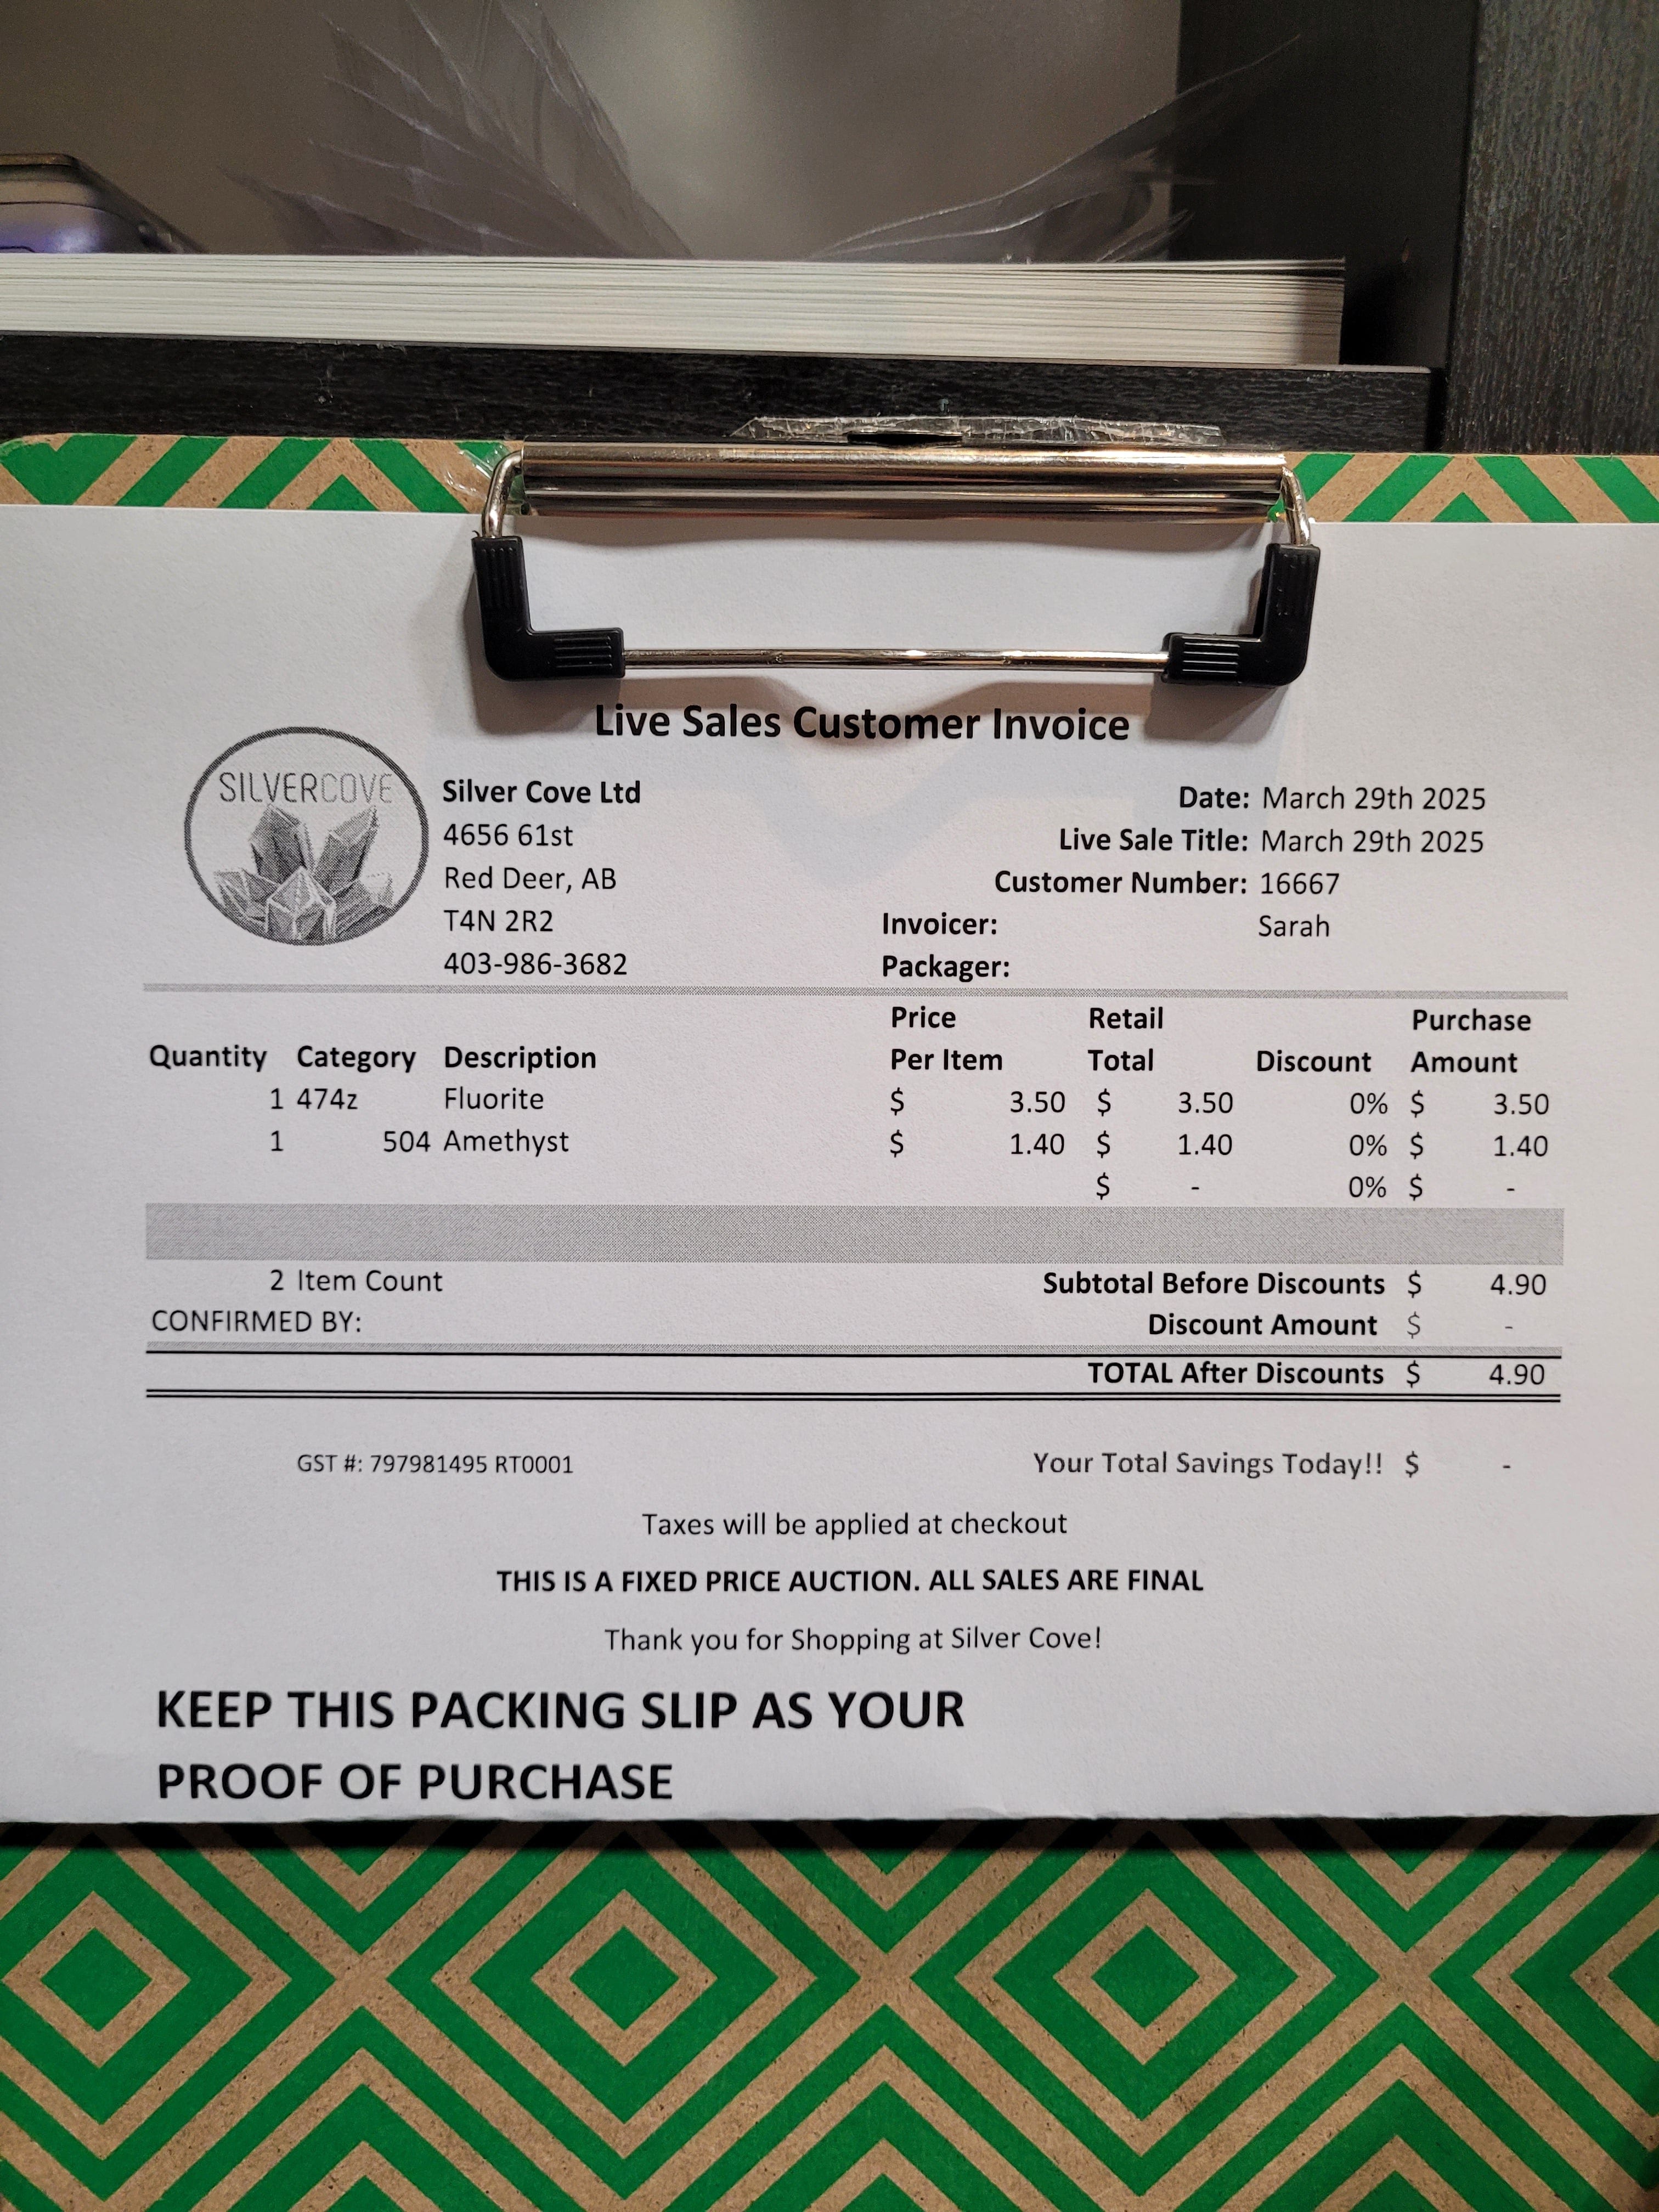 Live Sales Customer Invoice
SILVERCOVE
Silver Cove Ltd
4656 61st
Red Deer, AB
T4N 2R2
403-986-3682
Date: March 29th 2025
Live Sale Title: March 29th 2025
Customer Number: 16667
Invoicer: Sarah
Packager:
Quantity Category Description Price Per Item Retail Total Discount Purchase Amount
1 474z Fluorite $ 3.50 $ 3.50 0% $ 3.50
1 504 Amethyst $ 1.40 $ 1.40 0% $ 1.40
$ - 0% $ -
2 Item Count Subtotal Before Discounts $ 4.90
CONFIRMED BY: Discount Amount $ -
TOTAL After Discounts $ 4.90
GST #: 797981495 RT0001 Your Total Savings Today!! $ -
Taxes will be applied at checkout
THIS IS A FIXED PRICE AUCTION. ALL SALES ARE FINAL
Thank you for Shopping at Silver Cove!
KEEP THIS PACKING SLIP AS YOUR
PROOF OF PURCHASE